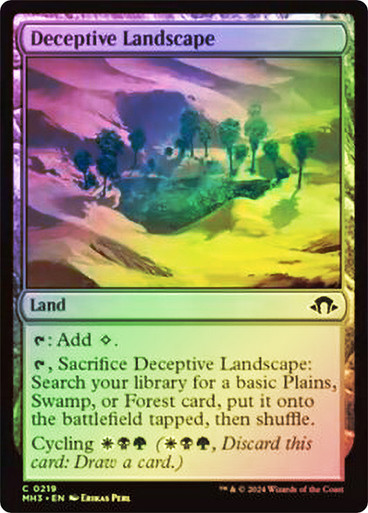 Deceptive Landscape
Land
: Add .
, Sacrifice Deceptive Landscape:
Search your library for a basic Plains,
Swamp, or Forest card, put it onto
the battlefield tapped, then shuffle.
Cycling (, Discard this
card: Draw a card.)
C 0219
MH3 • EN Erikas Perl
™ & © 2024 Wizards of the Coast